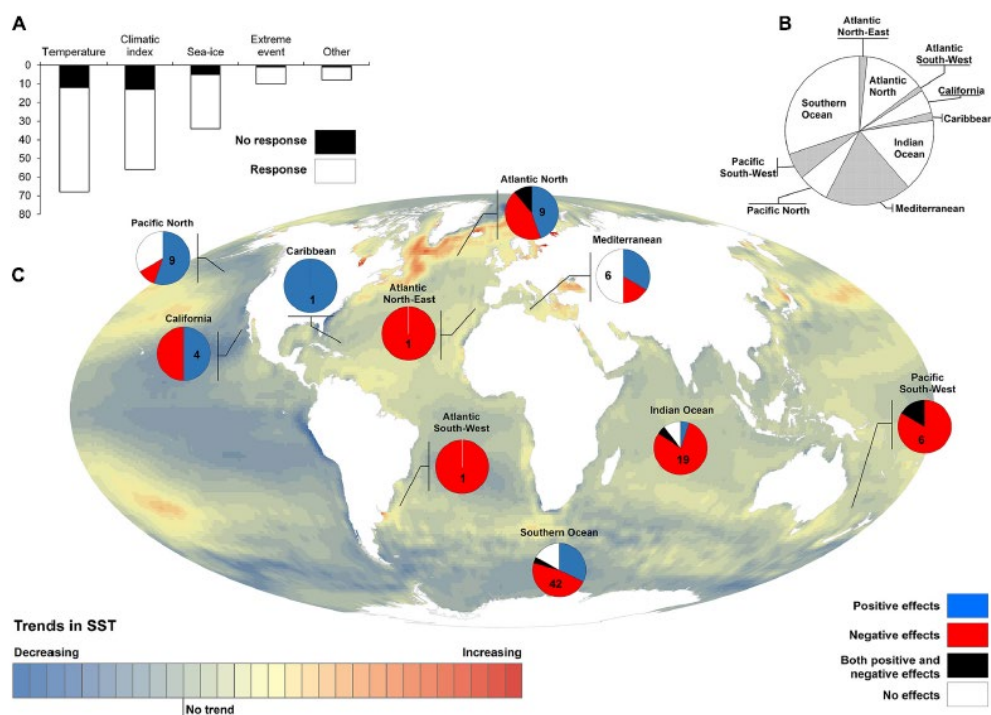 A
Temperature
Climatic
index
Sea-ice
Extreme
event
Other
0
10
20
30
40
50
60
70
80
No response
Response
B
Atlantic
North-East
Atlantic
North
Atlantic
South-West
California
Caribbean
Indian
Ocean
Mediterranean
Pacific North
Pacific
South-West
Southern
Ocean
C
Pacific North
9
Caribbean
1
Atlantic North
9
Mediterranean
6
Atlantic
North-East
1
California
4
Atlantic
South-West
1
Indian Ocean
19
Pacific
South-West
6
Southern Ocean
42
Trends in SST
Decreasing
Increasing
No trend
Positive effects
Negative effects
Both positive and
negative effects
No effects